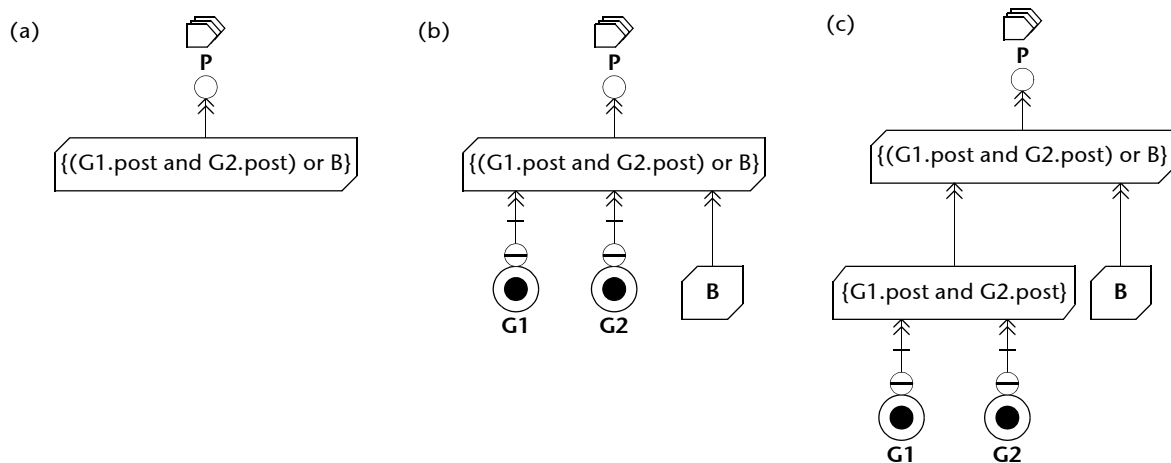 (a)
P
{(G1.post and G2.post) or B}
(b)
P
{(G1.post and G2.post) or B}
G1
G2
B
(c)
P
{(G1.post and G2.post) or B}
{G1.post and G2.post}
B
G1
G2